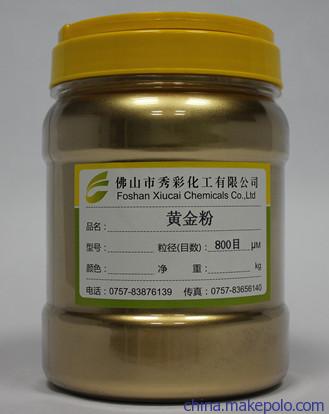 佛山市秀彩化工有限公司
Foshan Xiucai Chemicals Co.,Ltd
品名: 黄金粉
型号: 粒径(目数): 800目 μM
颜色: 净 重: kg
电话: 0757-83876139 传真: 0757-83656140
china.makepolo.com